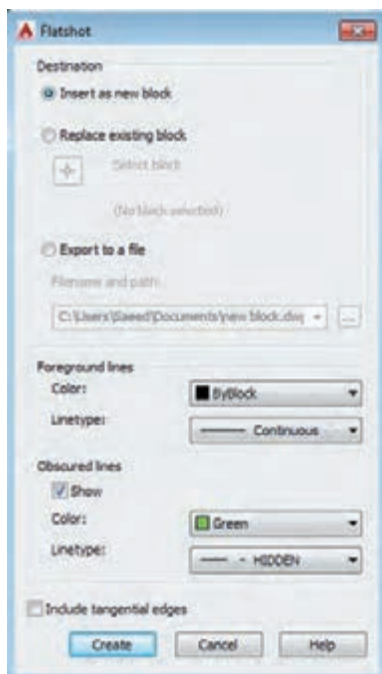 Flatshot
Destination
Insert as new block
Replace existing block
Select block
(No block selected)
Export to a file
Filename and path:
C:\Users\Saeed\Documents\new block.dwg
...
Foreground lines
Color:
ByBlock
Linetype:
Continuous
Obscured lines
Show
Color:
Green
Linetype:
HIDDEN
Include tangential edges
Create Cancel Help